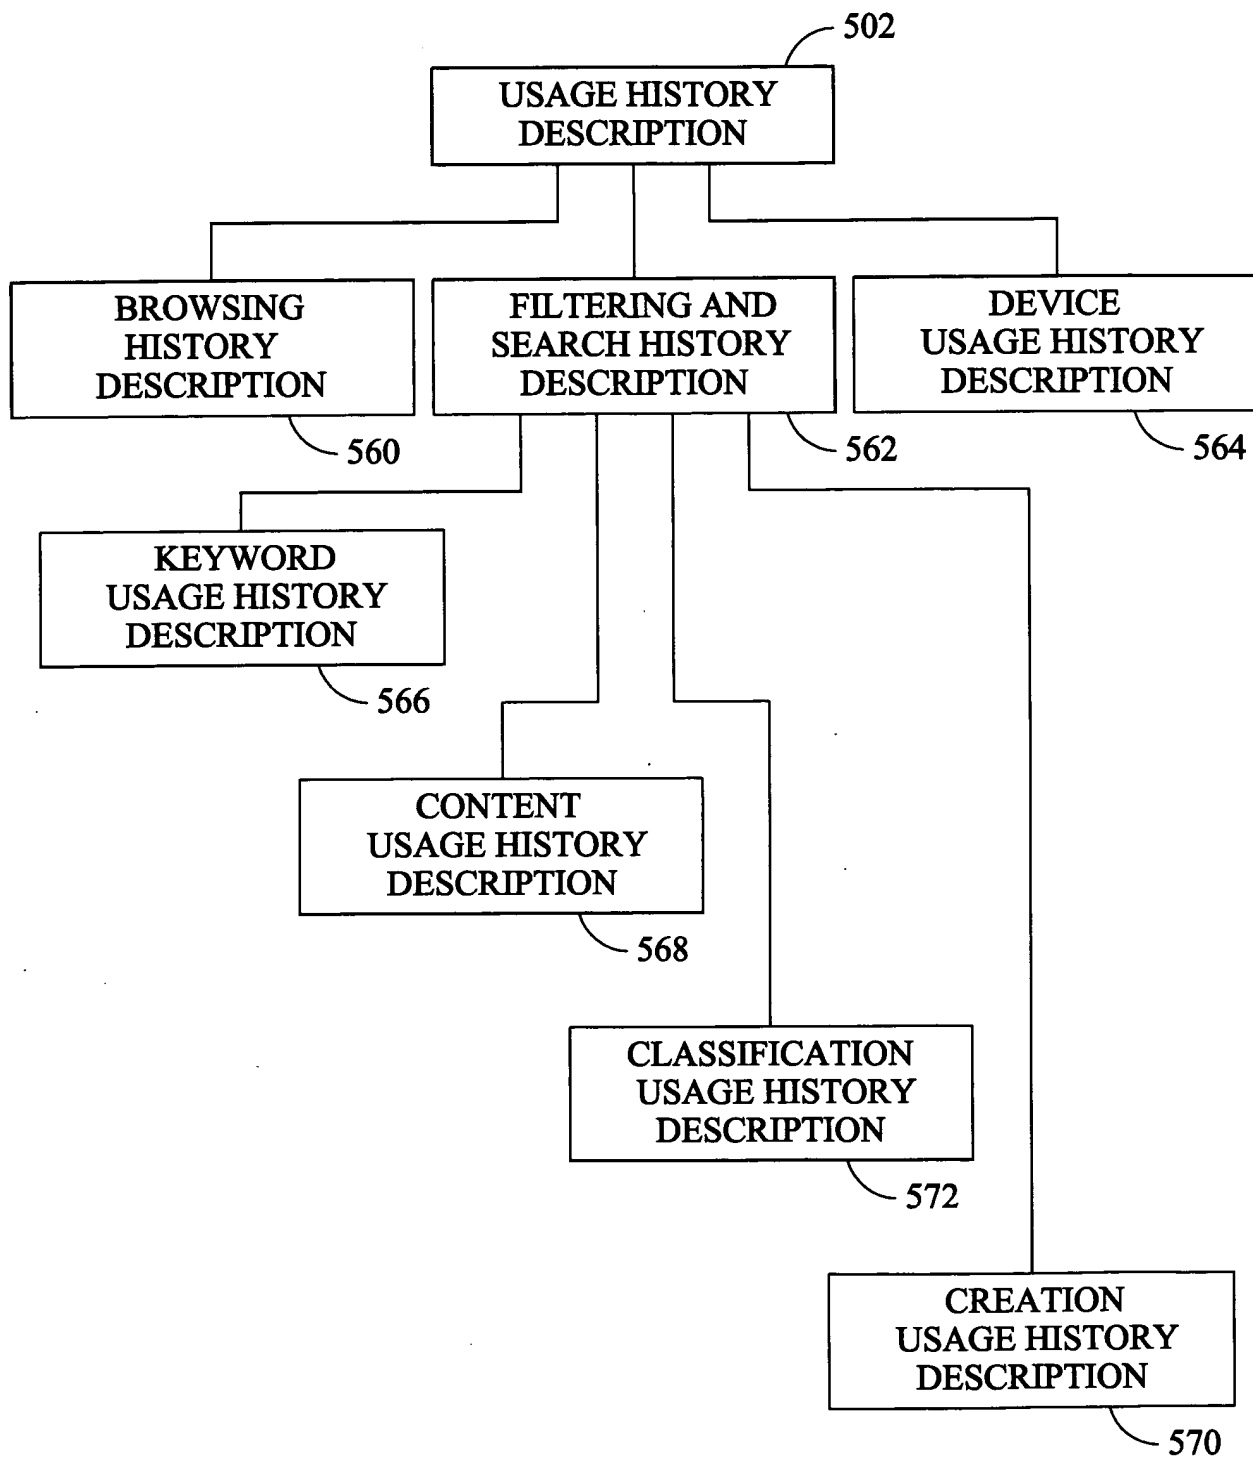 502
USAGE HISTORY
DESCRIPTION
BROWSING
HISTORY
DESCRIPTION
560
FILTERING AND
SEARCH HISTORY
DESCRIPTION
562
DEVICE
USAGE HISTORY
DESCRIPTION
564
KEYWORD
USAGE HISTORY
DESCRIPTION
566
CONTENT
USAGE HISTORY
DESCRIPTION
568
CLASSIFICATION
USAGE HISTORY
DESCRIPTION
572
CREATION
USAGE HISTORY
DESCRIPTION
570